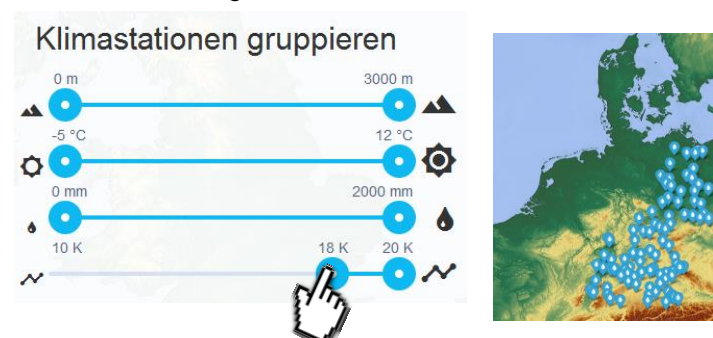 Klimastationen gruppieren
0 m 3000 m
-5 °C 12 °C
0 mm 2000 mm
10 K 18 K 20 K